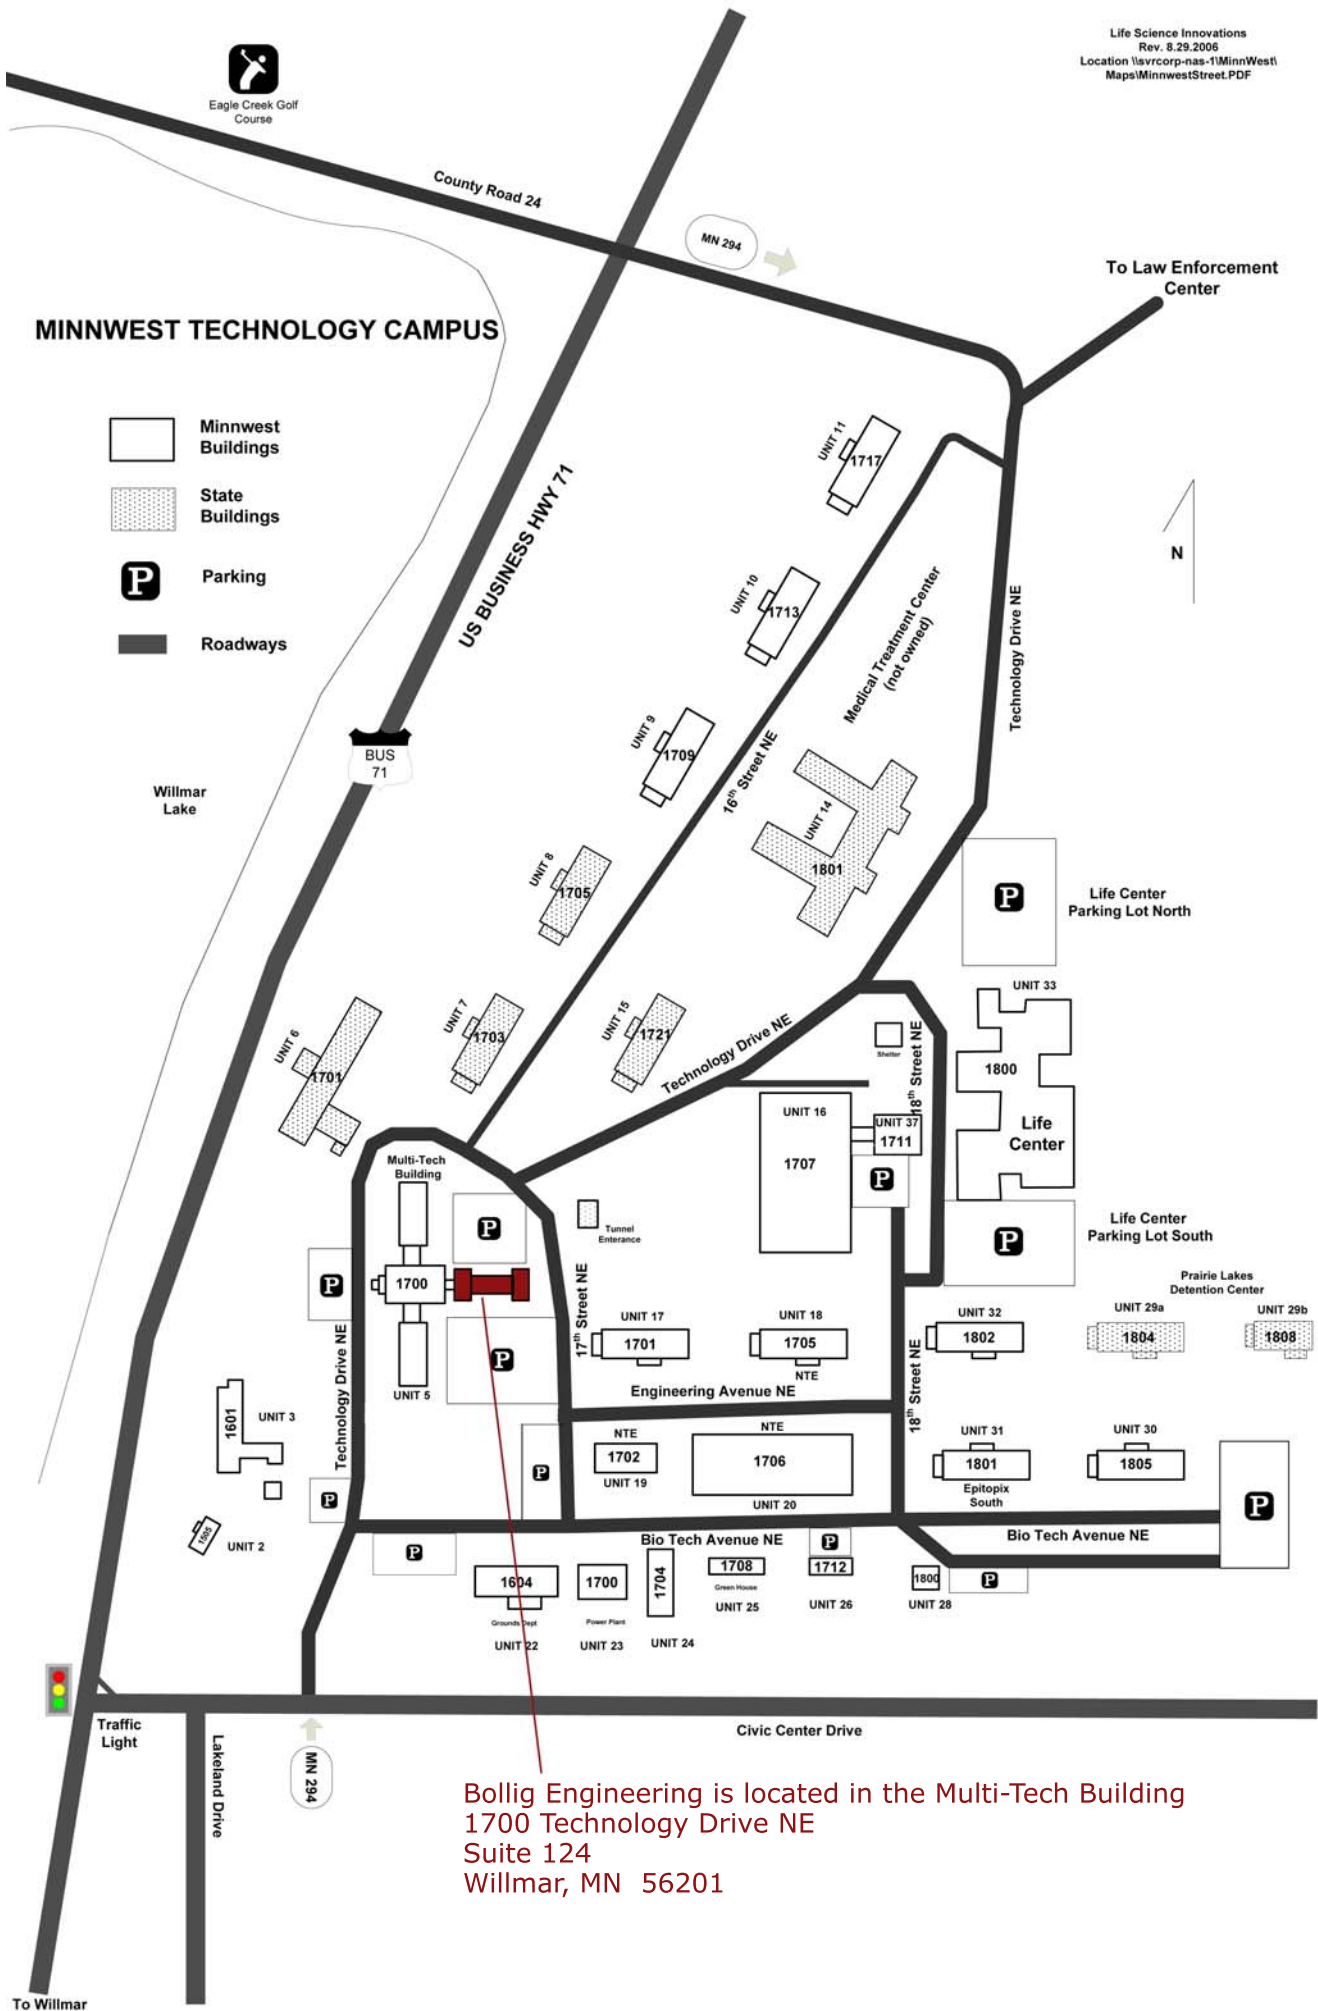 Life Science Innovations
Rev. 8.29.2006
Location \\svrcorp-nas-1\MinnWest\
Maps\MinnwestStreet.PDF
Eagle Creek Golf
Course
County Road 24
MN 294
To Law Enforcement
Center
MINNWEST TECHNOLOGY CAMPUS
Minnwest
Buildings
State
Buildings
P
Parking
Roadways
US BUSINESS HWY 71
BUS
71
Willmar
Lake
N
UNIT 11
1717
UNIT 10
1713
UNIT 9
1709
UNIT 8
1705
UNIT 7
1703
UNIT 6
1701
16th Street NE
Medical Treatment Center
(not owned)
Technology Drive NE
UNIT 14
1801
UNIT 15
1721
Technology Drive NE
P
Life Center
Parking Lot North
UNIT 33
1800
Life
Center
Shelter
18th Street NE
UNIT 16
1707
UNIT 37
1711
P
P
Life Center
Parking Lot South
Multi-Tech
Building
P
P
1700
UNIT 5
P
Tunnel
Enterance
17th Street NE
Technology Drive NE
UNIT 17
1701
UNIT 18
1705
NTE
UNIT 32
1802
Prairie Lakes
Detention Center
UNIT 29a
1804
UNIT 29b
1808
Engineering Avenue NE
18th Street NE
1601
UNIT 3
NTE
1702
UNIT 19
NTE
1706
UNIT 20
UNIT 31
1801
Epitopix
South
UNIT 30
1805
P
P
P
1505
UNIT 2
P
Bio Tech Avenue NE
P
Bio Tech Avenue NE
1604
Grounds Dept
UNIT 22
1700
Power Plant
UNIT 23
1704
UNIT 24
1708
Green House
UNIT 25
1712
UNIT 26
1800
UNIT 28
P
Traffic
Light
Lakeland Drive
MN 294
Civic Center Drive
Bollig Engineering is located in the Multi-Tech Building
1700 Technology Drive NE
Suite 124
Willmar, MN  56201
To Willmar